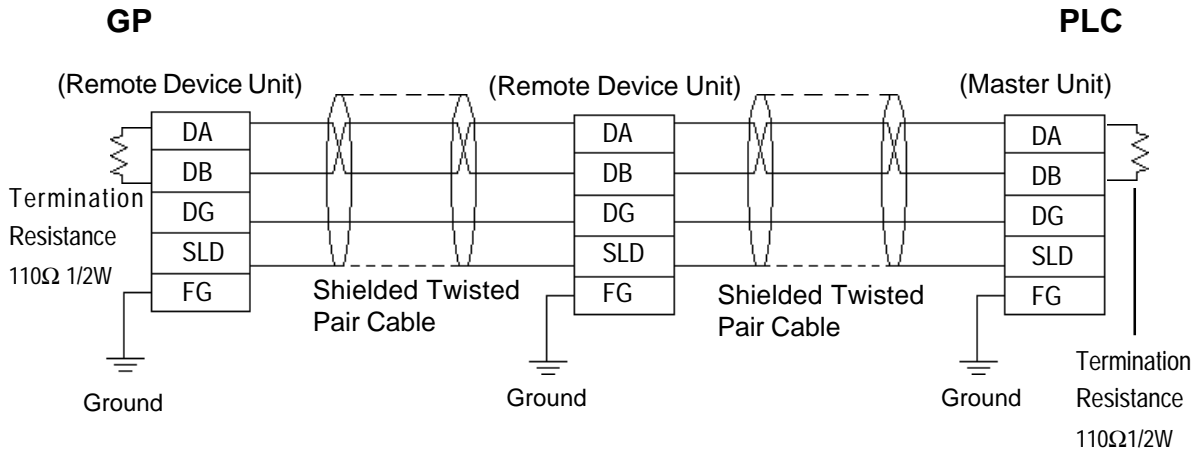 GP
PLC
(Remote Device Unit)
(Remote Device Unit)
(Master Unit)
DA
DB
DG
SLD
FG
DA
DB
DG
SLD
FG
DA
DB
DG
SLD
FG
Termination
Resistance
110Ω 1/2W
Shielded Twisted
Pair Cable
Shielded Twisted
Pair Cable
Ground
Ground
Ground
Termination
Resistance
110Ω1/2W